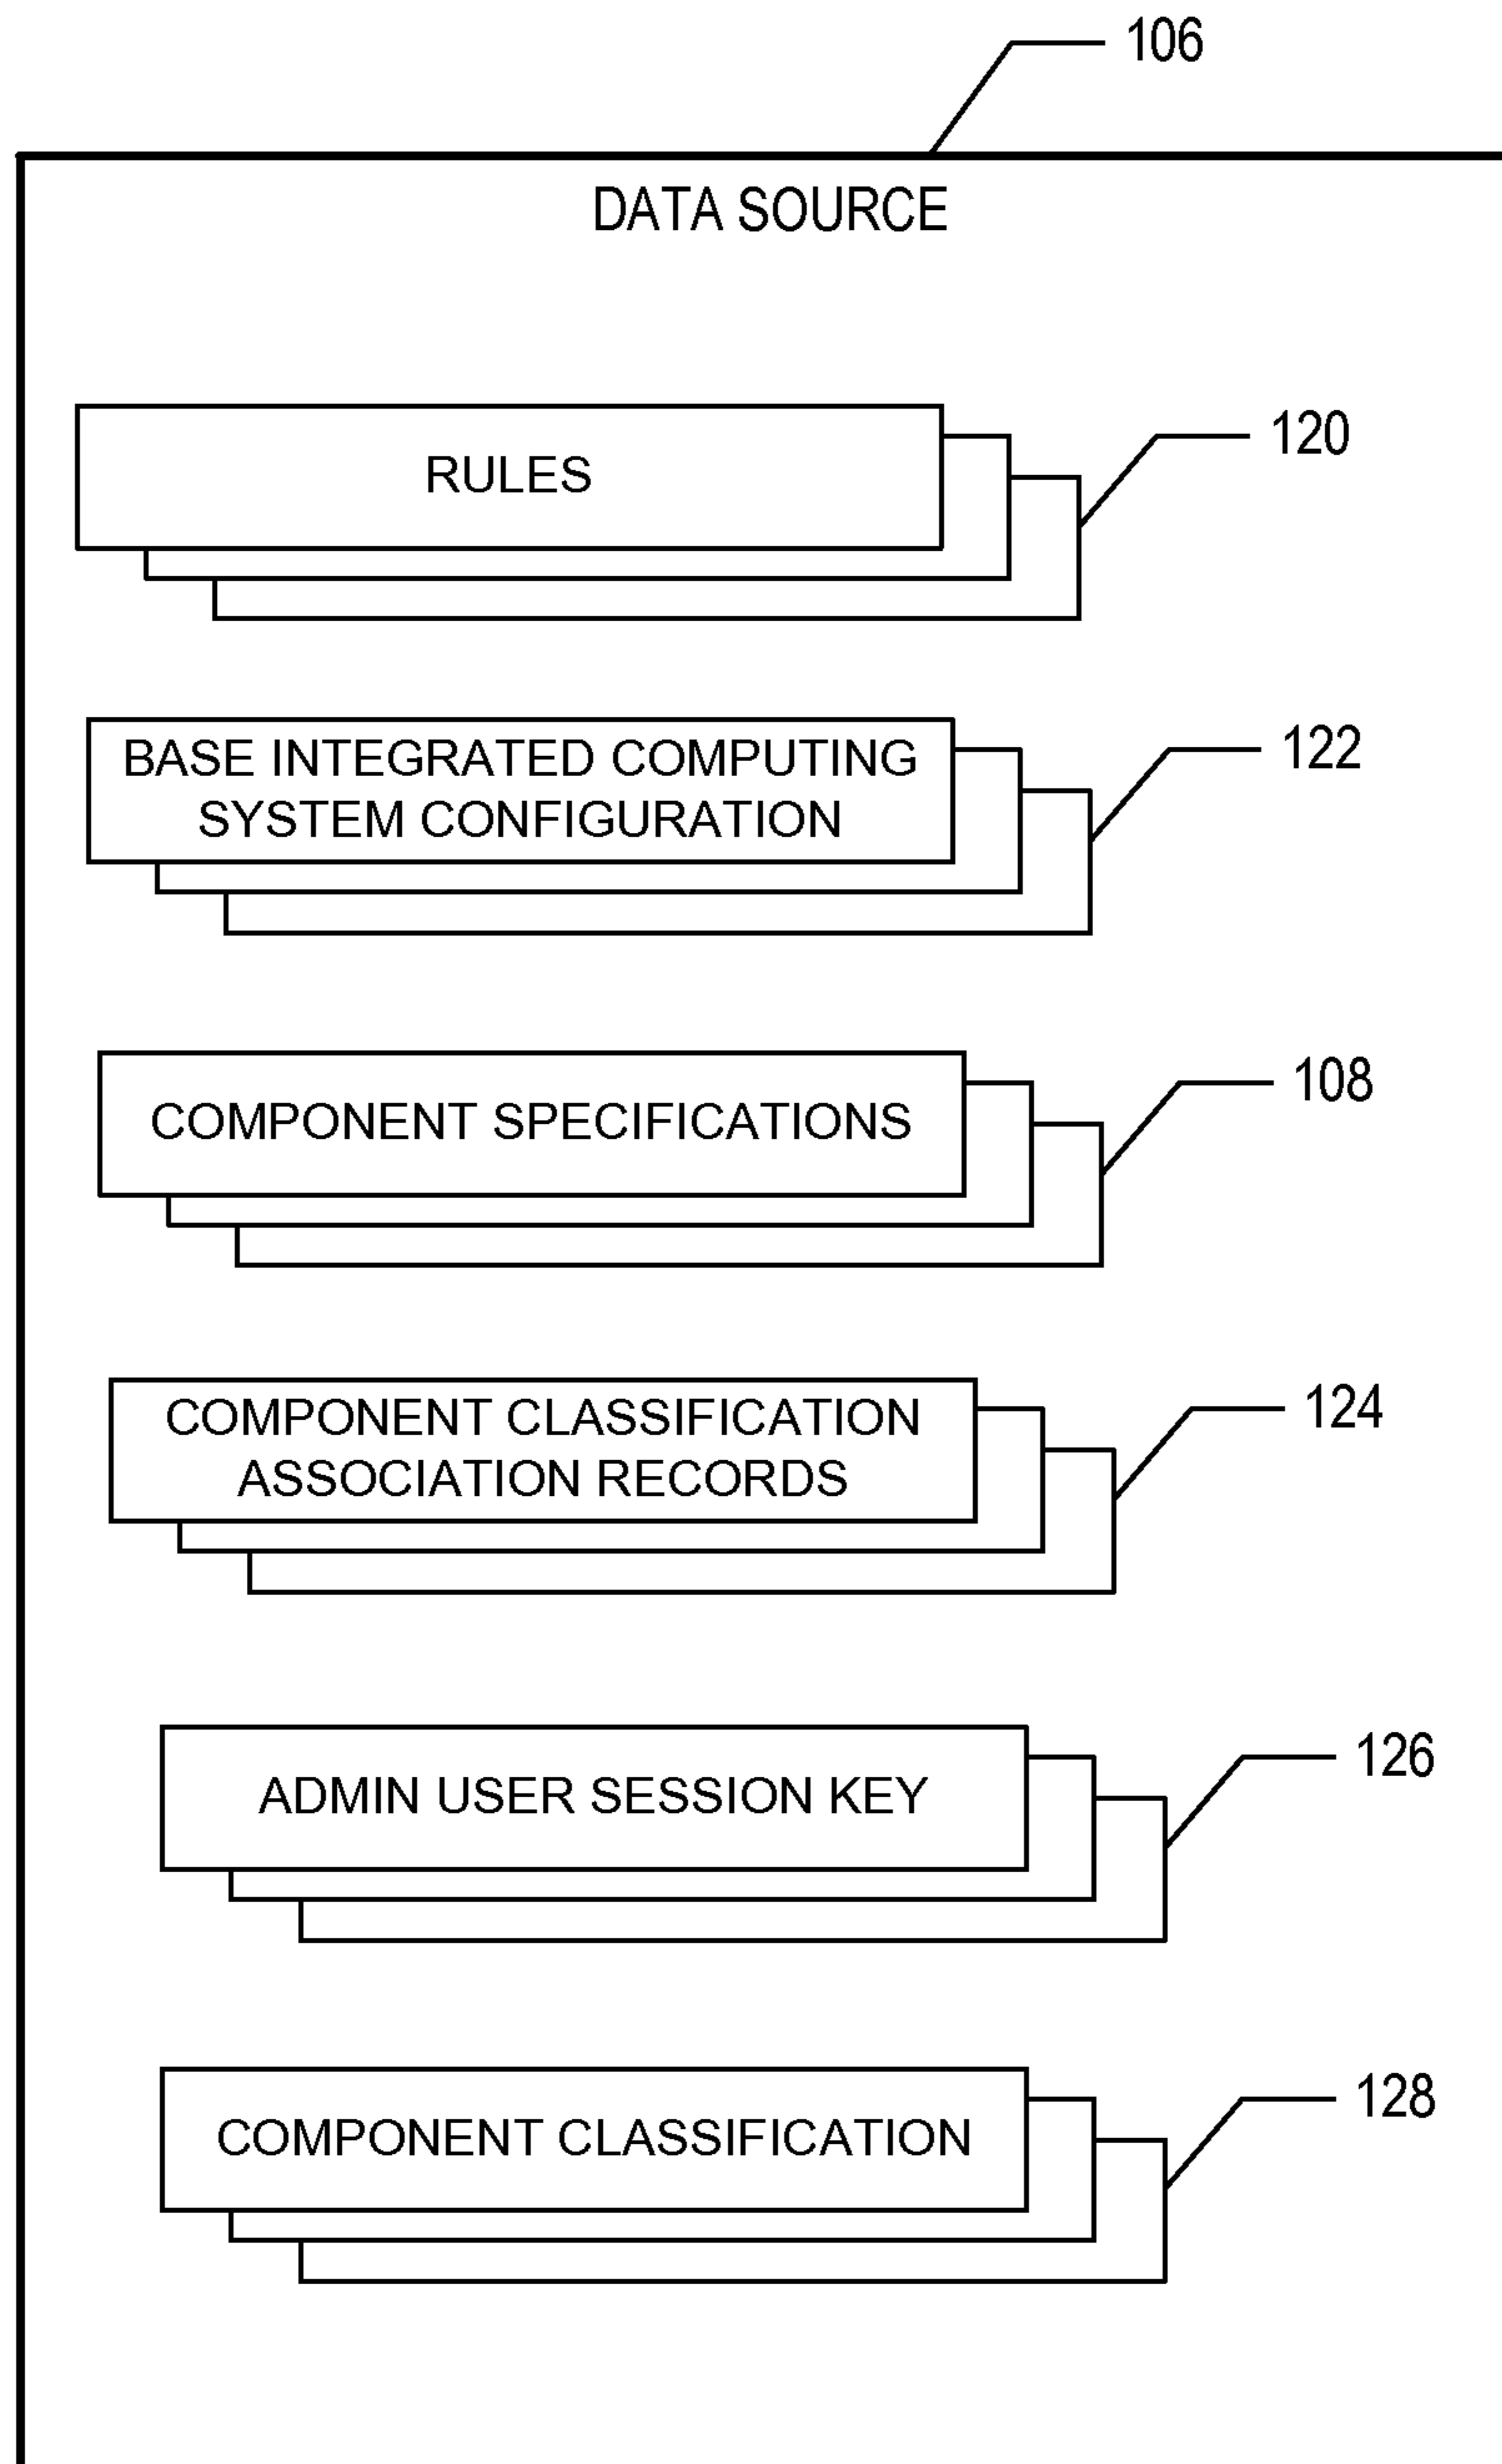 106
DATA SOURCE
RULES
120
BASE INTEGRATED COMPUTING
SYSTEM CONFIGURATION
122
COMPONENT SPECIFICATIONS
108
COMPONENT CLASSIFICATION
ASSOCIATION RECORDS
124
ADMIN USER SESSION KEY
126
COMPONENT CLASSIFICATION
128